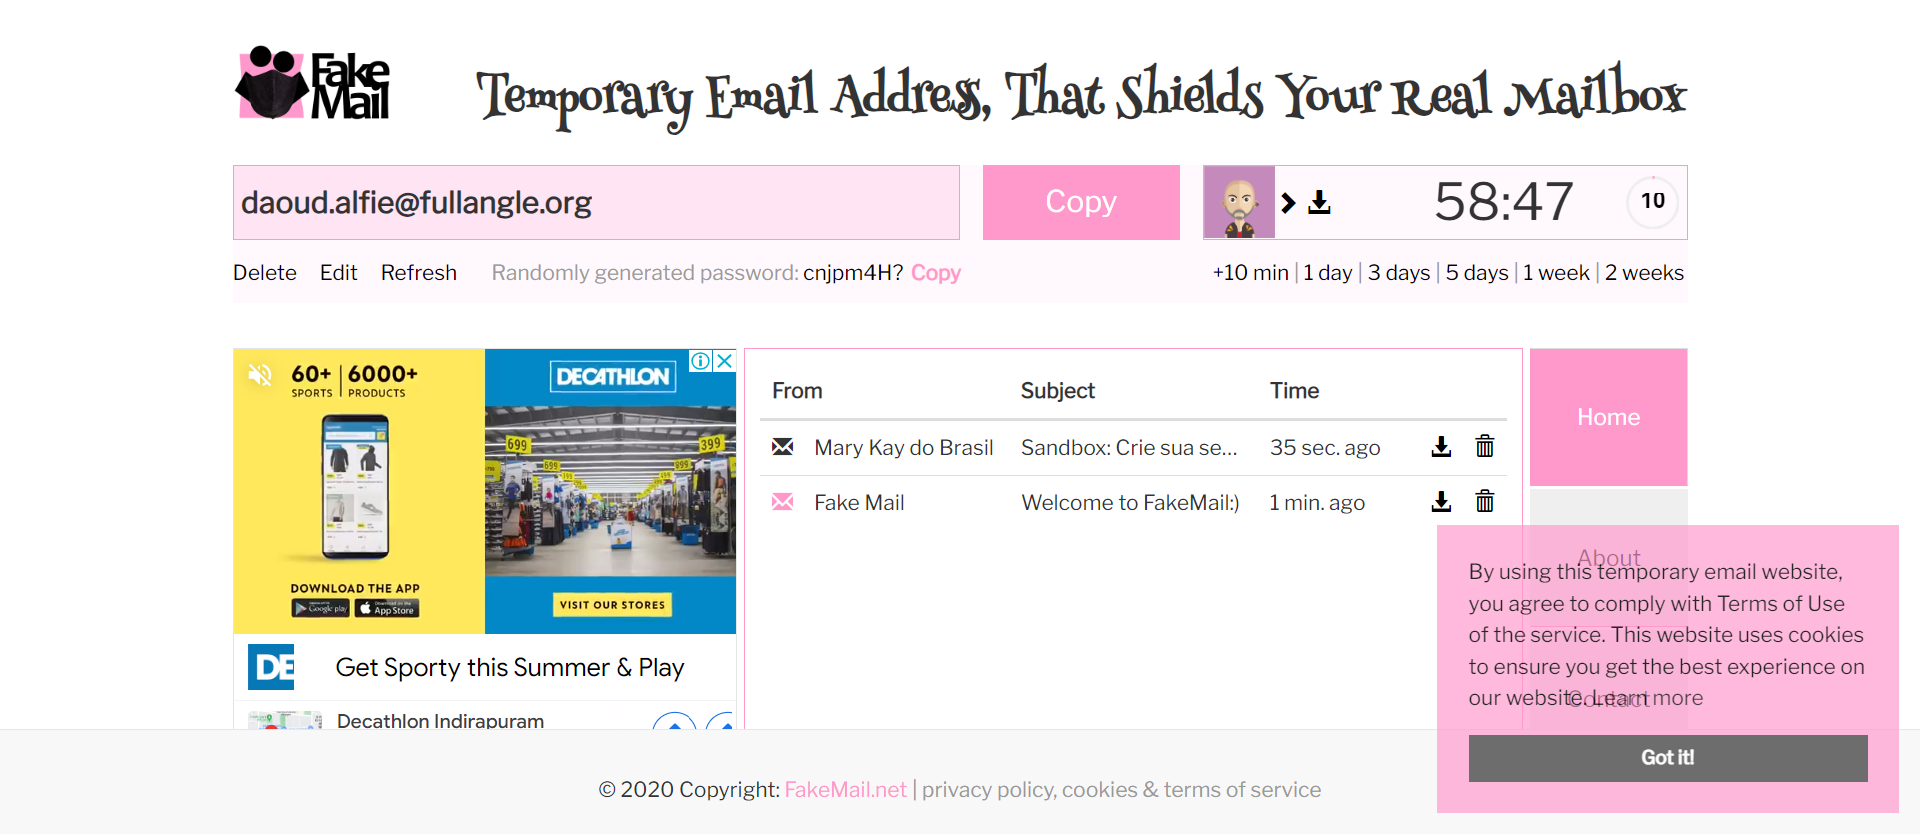 Fake
Mail
Temporary Email Address, That Shields Your Real Mailbox
daoud.alfie@fullangle.org
Copy
58:47
10
Delete Edit Refresh Randomly generated password: cnjpm4H? Copy
+10 min | 1 day | 3 days | 5 days | 1 week | 2 weeks
60+ SPORTS | 6000+ PRODUCTS
DOWNLOAD THE APP
Google play
App Store
DECATHLON
699
399
699
699
899
VISIT OUR STORES
DE
Get Sporty this Summer & Play
Decathlon Indirapuram
From Subject Time
Mary Kay do Brasil Sandbox: Crie sua se... 35 sec. ago
Fake Mail Welcome to FakeMail:) 1 min. ago
Home
About
Contact
By using this temporary email website,
you agree to comply with Terms of Use
of the service. This website uses cookies
to ensure you get the best experience on
our website. Learn more
Got it!
© 2020 Copyright: FakeMail.net | privacy policy, cookies & terms of service